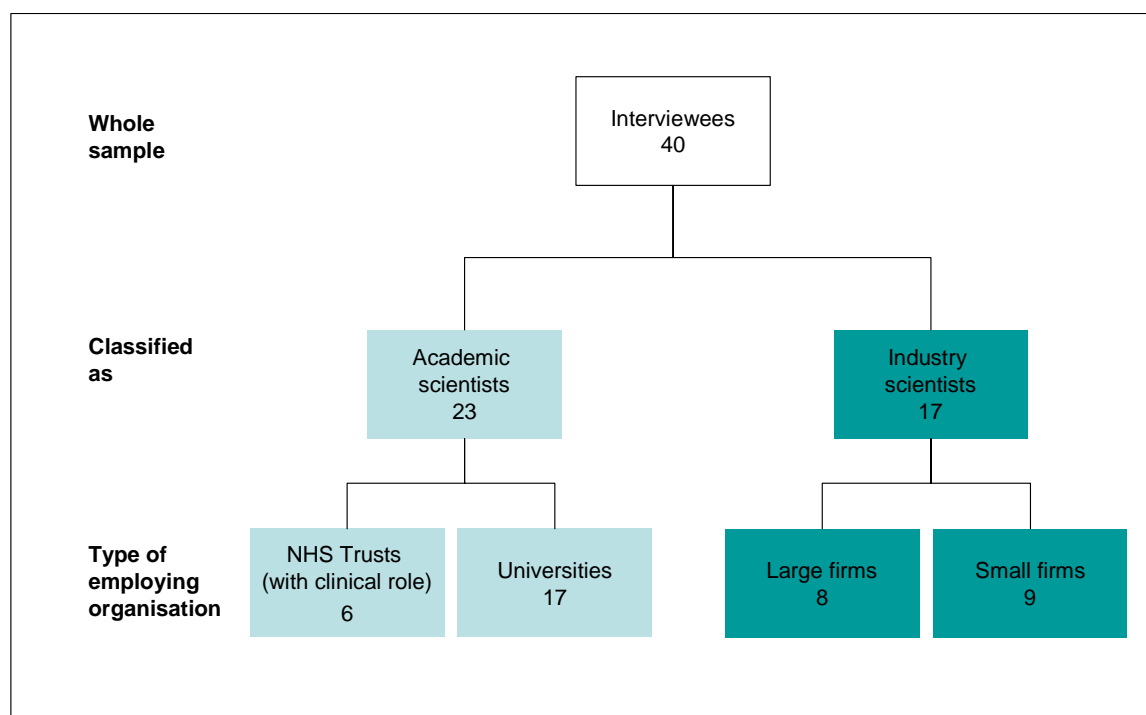 Whole
sample
Interviewees
40
Classified
as
Academic
scientists
23
Industry
scientists
17
Type of
employing
organisation
NHS Trusts
(with clinical role)
6
Universities
17
Large firms
8
Small firms
9